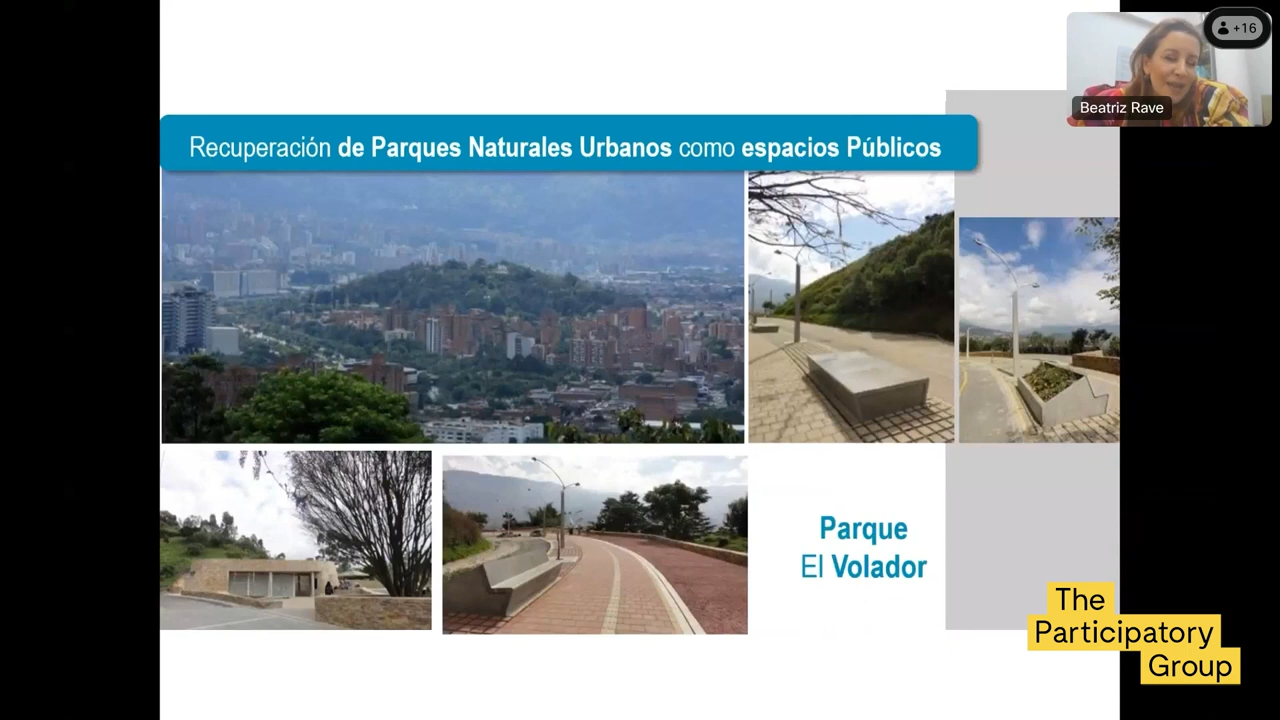 +16
Beatriz Rave
Recuperación de Parques Naturales Urbanos como espacios Públicos
Parque
El Volador
The
Participatory
Group